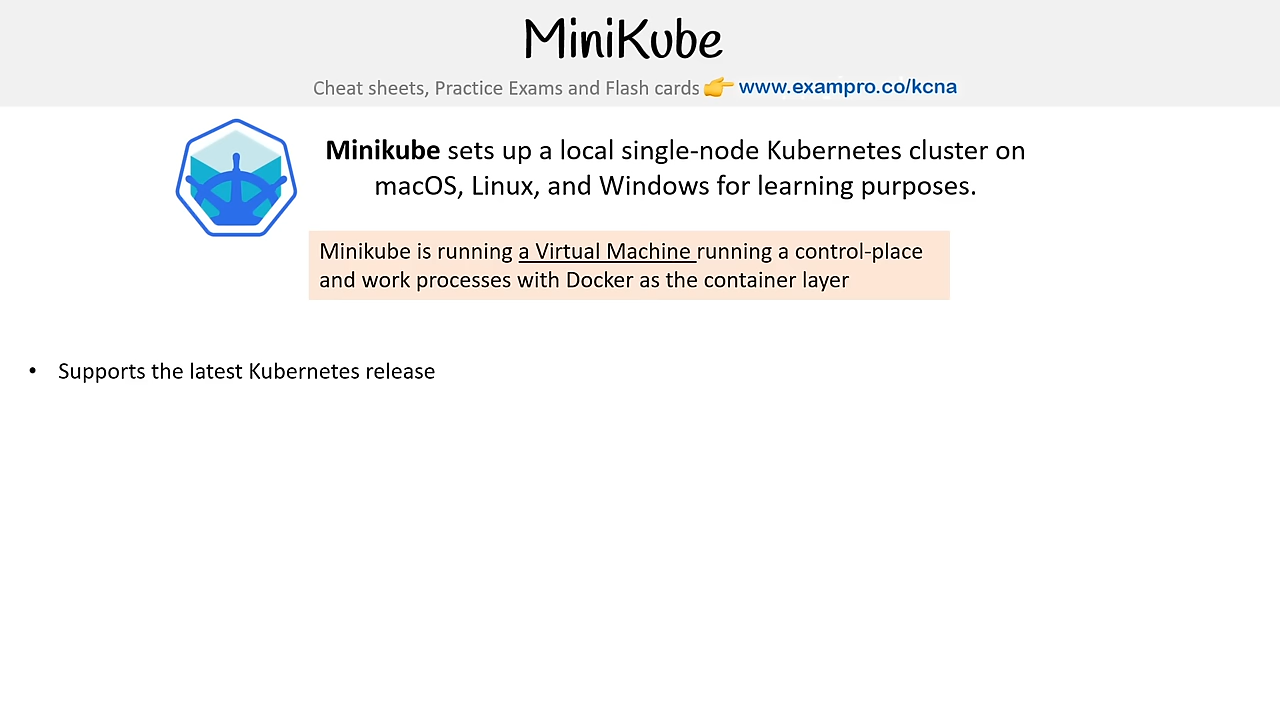 MiniKube
Cheat sheets, Practice Exams and Flash cards 👉 www.exampro.co/kcna
Minikube sets up a local single-node Kubernetes cluster on
macOS, Linux, and Windows for learning purposes.
Minikube is running a Virtual Machine running a control-place
and work processes with Docker as the container layer
• Supports the latest Kubernetes release